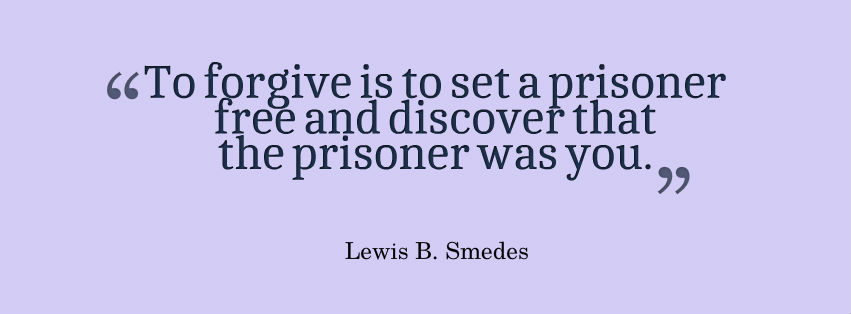 “To forgive is to set a prisoner
free and discover that
the prisoner was you.”
Lewis B. Smedes